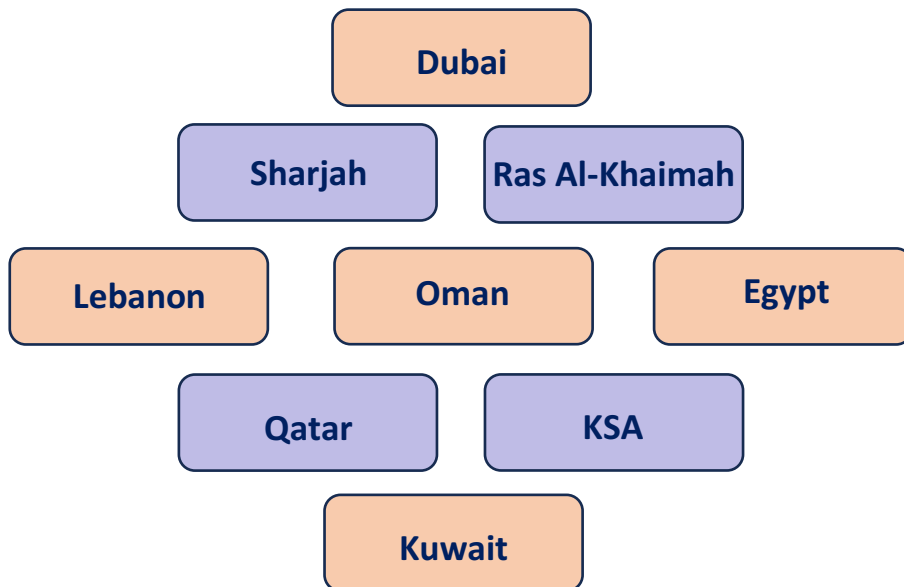 Dubai
Sharjah
Ras Al-Khaimah
Lebanon
Oman
Egypt
Qatar
KSA
Kuwait